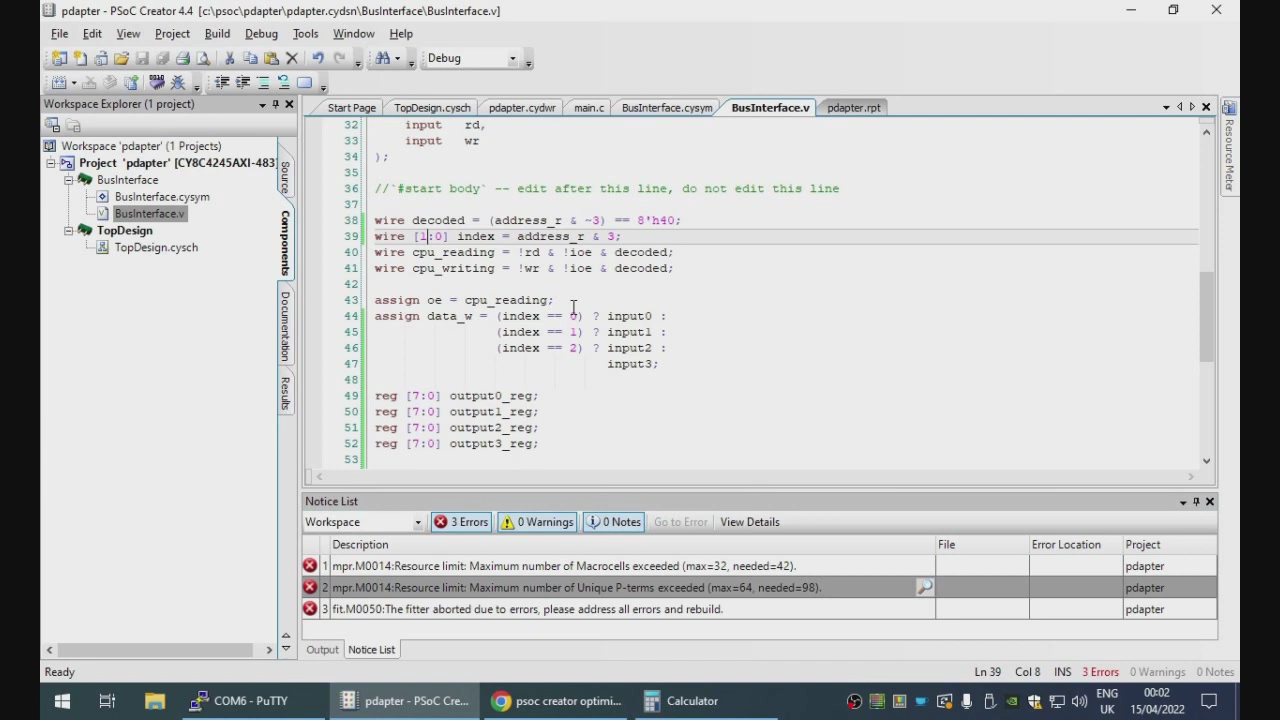 pdapter - PSoC Creator 4.4 [c:\psoc\pdapter\pdapter.cydsn\BusInterface\BusInterface.v]
File Edit View Project Build Debug Tools Window Help
Debug
Workspace Explorer (1 project)
Start Page TopDesign.cysch pdapter.cydwr main.c BusInterface.cysym BusInterface.v pdapter.rpt
Workspace 'pdapter' (1 Projects)
Project 'pdapter' [CY8C4245AXI-483]
BusInterface
BusInterface.cysym
BusInterface.v
TopDesign
TopDesign.cysch
Source
Components
Documentation
Results
Resource Meter
32 input rd,
33 input wr
34 );
35
36 //`#start body` -- edit after this line, do not edit this line
38 wire decoded = (address_r & ~3) == 8'h40;
39 wire [1:0] index = address_r & 3;
40 wire cpu_reading = !rd & !ioe & decoded;
41 wire cpu_writing = !wr & !ioe & decoded;
42
43 assign oe = cpu_reading;
44 assign data_w = (index == 0) ? input0 :
45 (index == 1) ? input1 :
46 (index == 2) ? input2 :
47 input3;
48
49 reg [7:0] output0_reg;
50 reg [7:0] output1_reg;
51 reg [7:0] output2_reg;
52 reg [7:0] output3_reg;
53
Notice List
Workspace 3 Errors 0 Warnings 0 Notes Go to Error View Details
Description File Error Location Project
1 mpr.M0014:Resource limit: Maximum number of Macrocells exceeded (max=32, needed=42). pdapter
2 mpr.M0014:Resource limit: Maximum number of Unique P-terms exceeded (max=64, needed=98). pdapter
3 fit.M0050:The fitter aborted due to errors, please address all errors and rebuild. pdapter
Output Notice List
Ready Ln 39 Col 8 INS 3 Errors 0 Warnings 0 Notes
COM6 - PuTTY pdapter - PSoC Cre... psoc creator optimi... Calculator
ENG 00:02
UK 15/04/2022